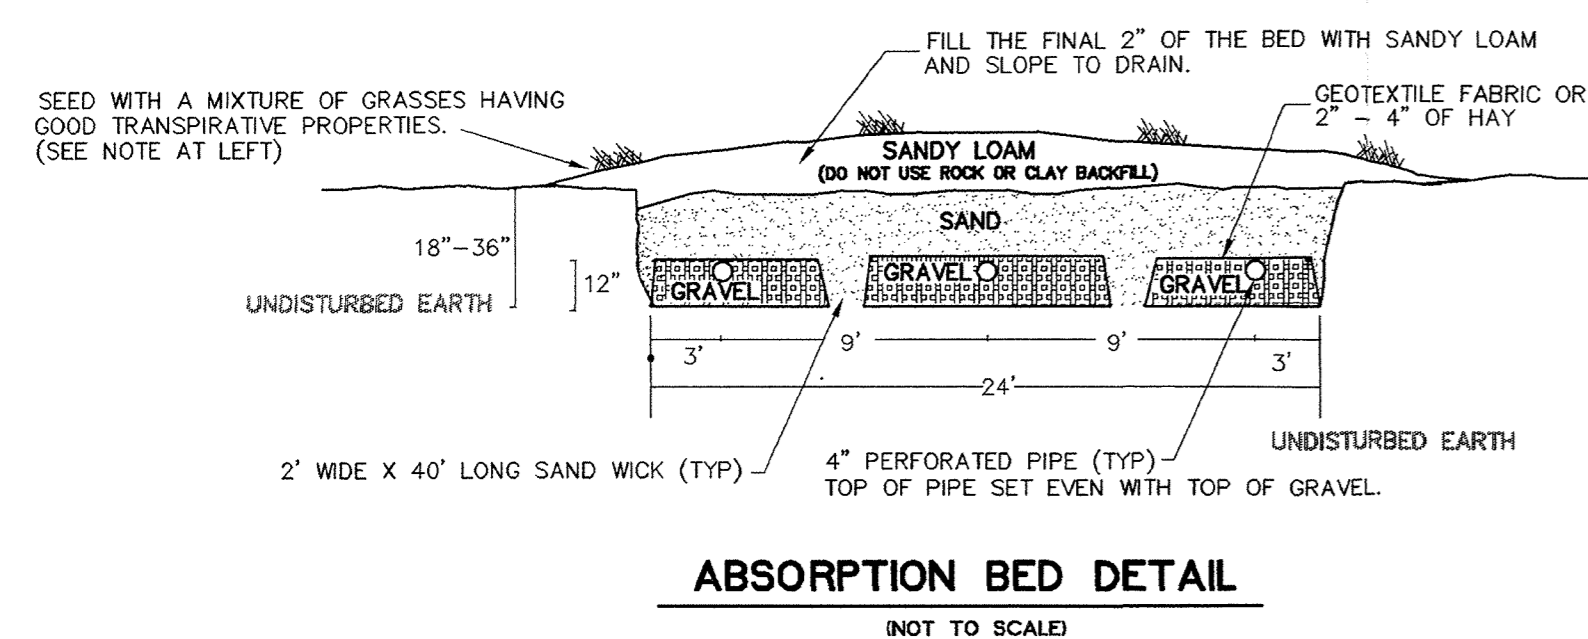 FILL THE FINAL 2" OF THE BED WITH SANDY LOAM
AND SLOPE TO DRAIN.
GEOTEXTILE FABRIC OR
2" - 4" OF HAY
SEED WITH A MIXTURE OF GRASSES HAVING
GOOD TRANSPIRATIVE PROPERTIES.
(SEE NOTE AT LEFT)
SANDY LOAM
(DO NOT USE ROCK OR CLAY BACKFILL)
SAND
18"-36"
12"
GRAVEL
GRAVEL
GRAVEL
UNDISTURBED EARTH
3'
9'
9'
3'
24'
UNDISTURBED EARTH
2' WIDE X 40' LONG SAND WICK (TYP)
4" PERFORATED PIPE (TYP)
TOP OF PIPE SET EVEN WITH TOP OF GRAVEL.
ABSORPTION BED DETAIL
(NOT TO SCALE)